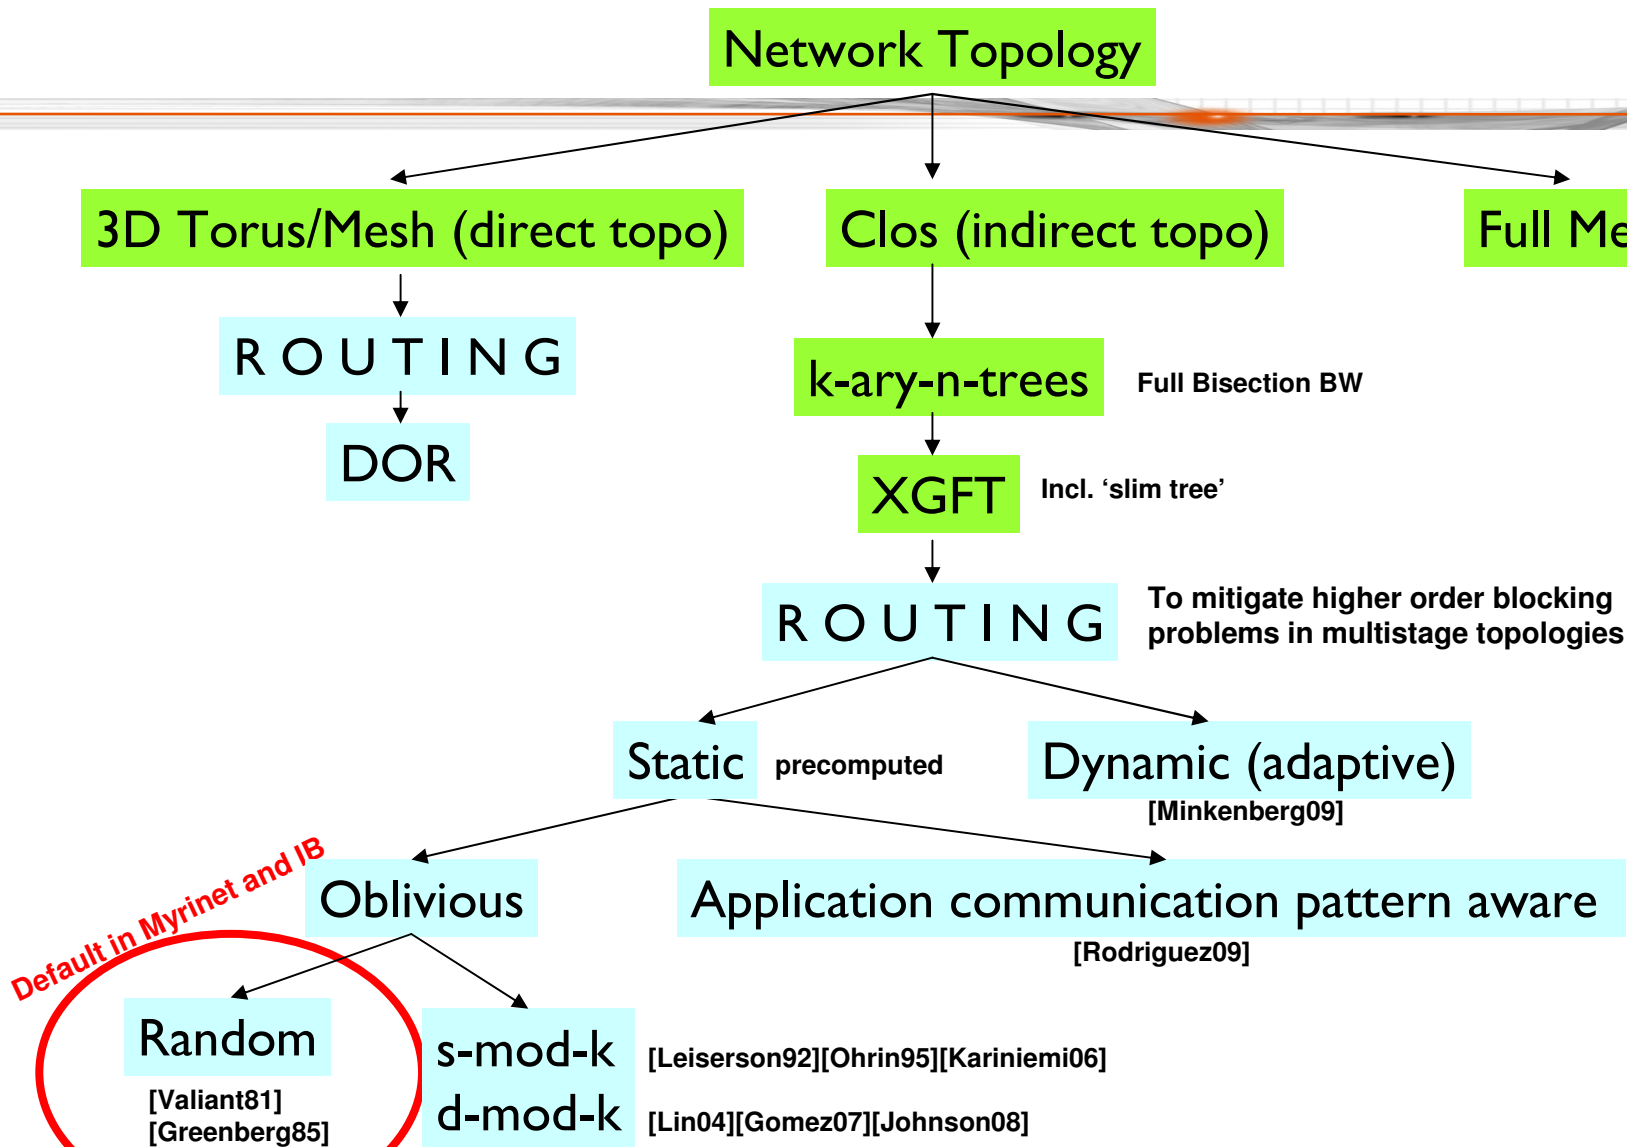 Network Topology
3D Torus/Mesh (direct topo)
Clos (indirect topo)
Full Me
R O U T I N G
k-ary-n-trees
Full Bisection BW
DOR
XGFT
Incl. ‘slim tree’
R O U T I N G
To mitigate higher order blocking
problems in multistage topologies
Static
precomputed
Dynamic (adaptive)
[Minkenberg09]
Default in Myrinet and IB
Oblivious
Application communication pattern aware
[Rodriguez09]
Random
s-mod-k
[Leiserson92][Ohrin95][Kariniemi06]
[Valiant81]
[Greenberg85]
d-mod-k
[Lin04][Gomez07][Johnson08]